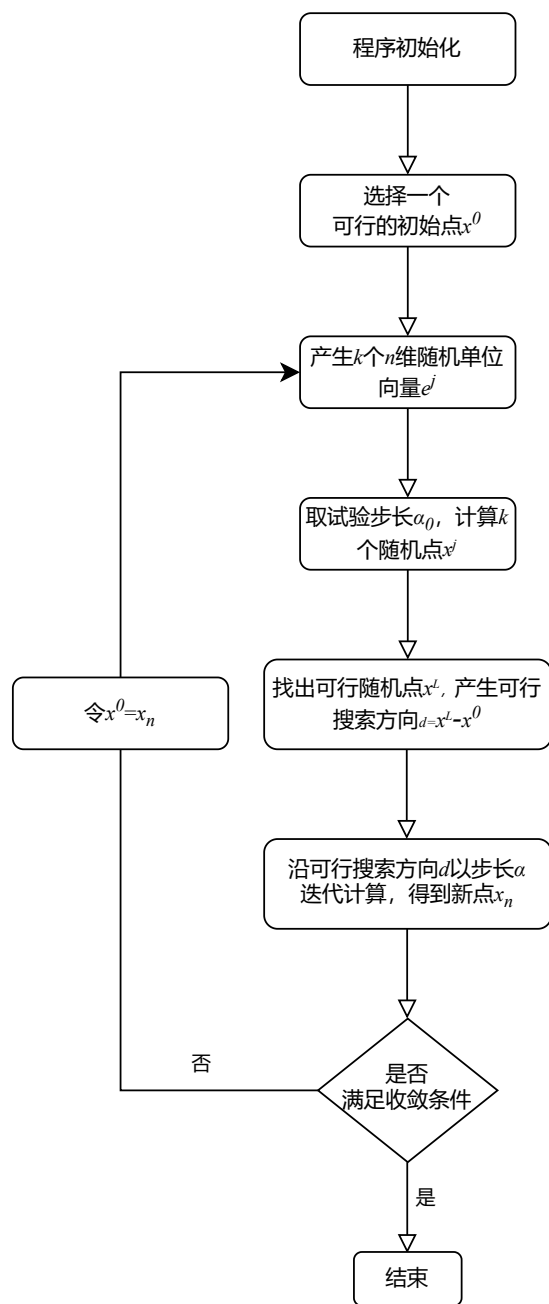 程序初始化
选择一个
可行的初始点x⁰
产生k个n维随机单位
向量eʲ
取试验步长α₀，计算k
个随机点xʲ
找出可行随机点xᴸ，产生可行
搜索方向d=xᴸ-x⁰
令x⁰=xₙ
沿可行搜索方向d以步长α
迭代计算，得到新点xₙ
是否
满足收敛条件
否
是
结束